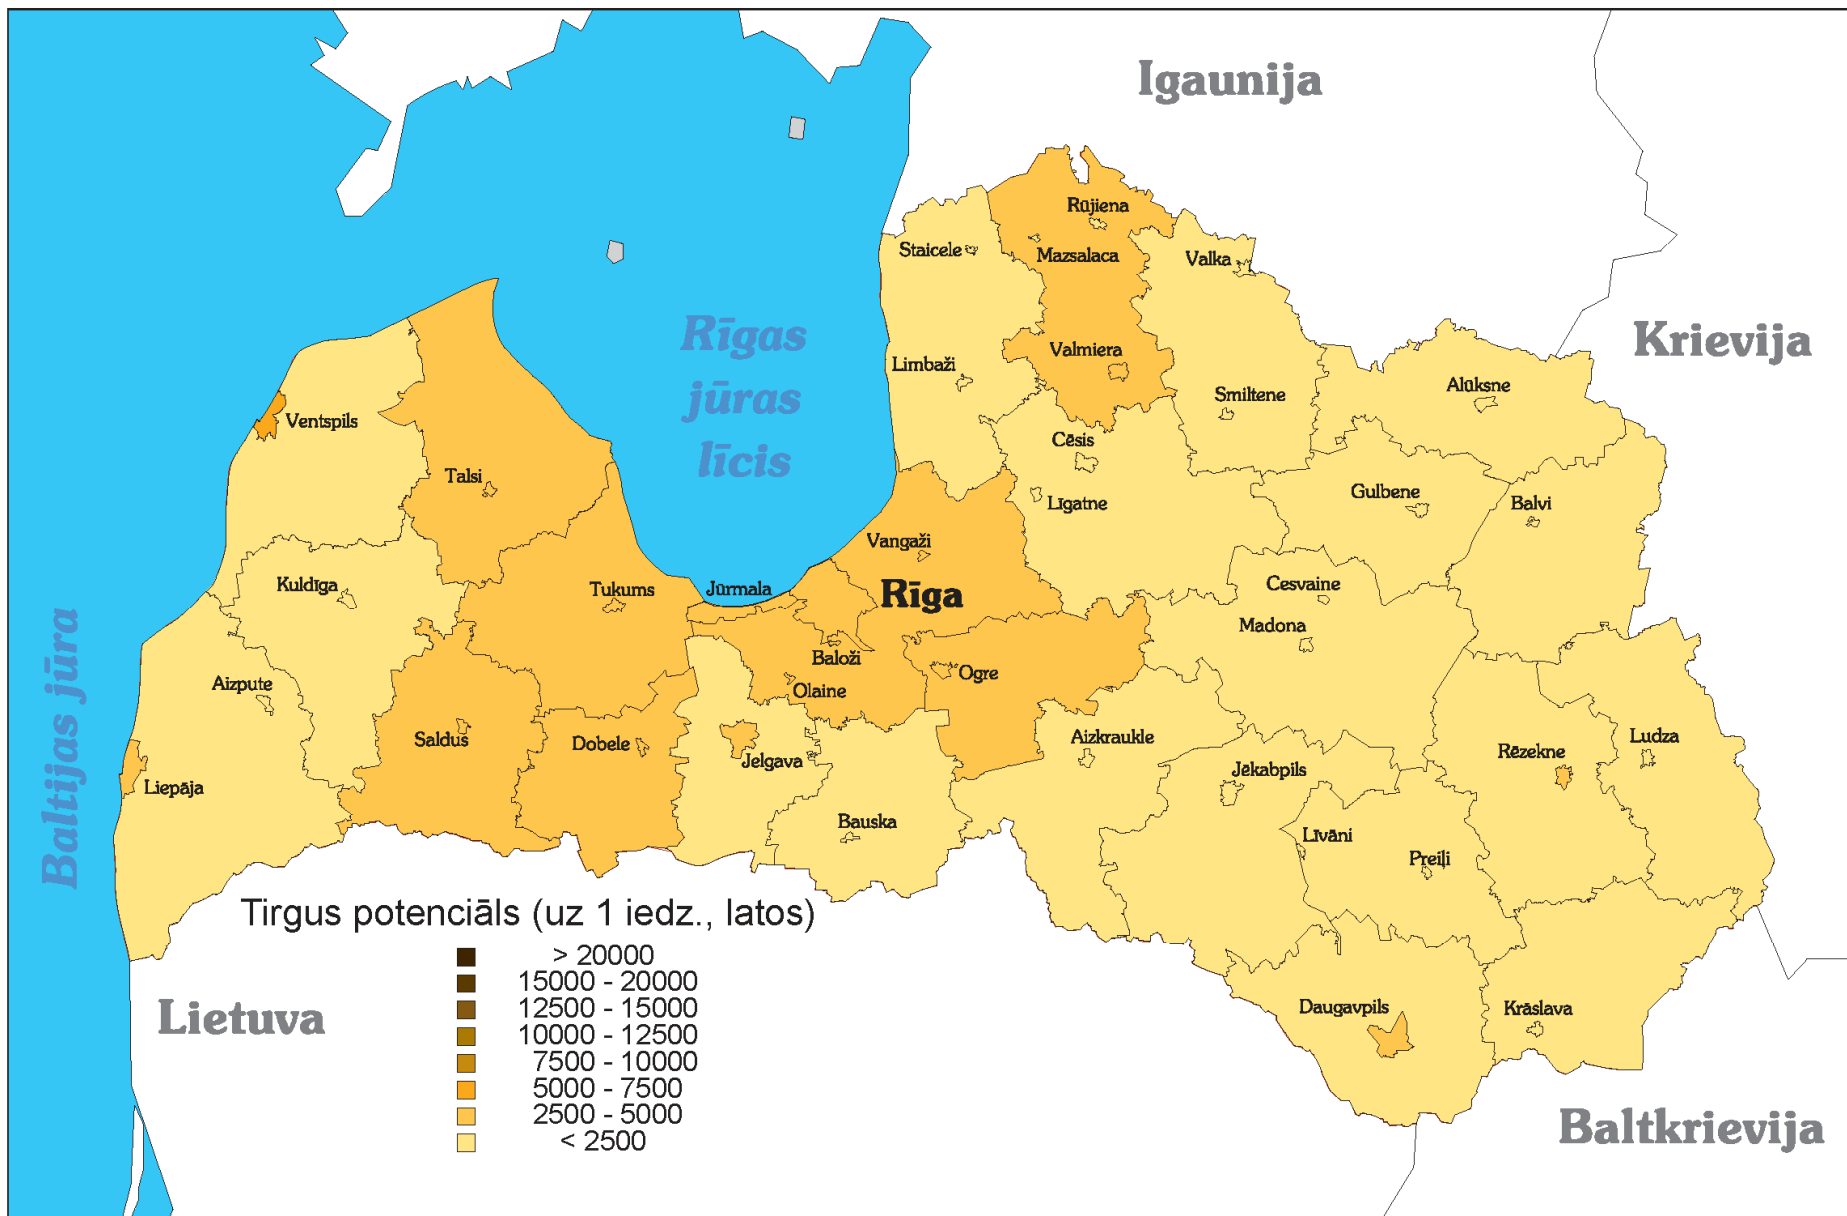 Igaunija
Rūjiena
Staicele
Mazsalaca
Valka
Rīgas
jūras
līcis
Krievija
Limbaži
Valmiera
Smiltene
Alūksne
Ventspils
Cēsis
Talsi
Līgatne
Gulbene
Balvi
Vangaži
Rīga
Kuldīga
Tukums
Jūrmala
Cesvaine
Madona
Baltijas jūra
Baloži
Olaine
Ogre
Aizpute
Saldus
Dobele
Jelgava
Aizkraukle
Rēzekne
Ludza
Liepāja
Jēkabpils
Bauska
Līvāni
Preiļi
Tirgus potenciāls (uz 1 iedz., latos)
> 20000
15000 - 20000
12500 - 15000
10000 - 12500
7500 - 10000
5000 - 7500
2500 - 5000
< 2500
Lietuva
Daugavpils
Krāslava
Baltkrievija